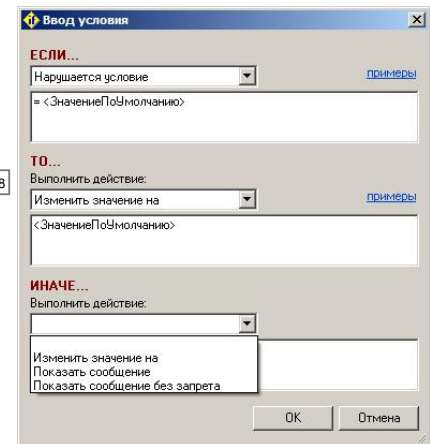 Ввод условия
ЕСЛИ...
Нарушается условие
примеры
= <ЗначениеПоУмолчанию>
8
ТО...
Выполнить действие:
Изменить значение на
примеры
<ЗначениеПоУмолчанию>
ИНАЧЕ...
Выполнить действие:
Изменить значение на
Показать сообщение
Показать сообщение без запрета
OK
Отмена